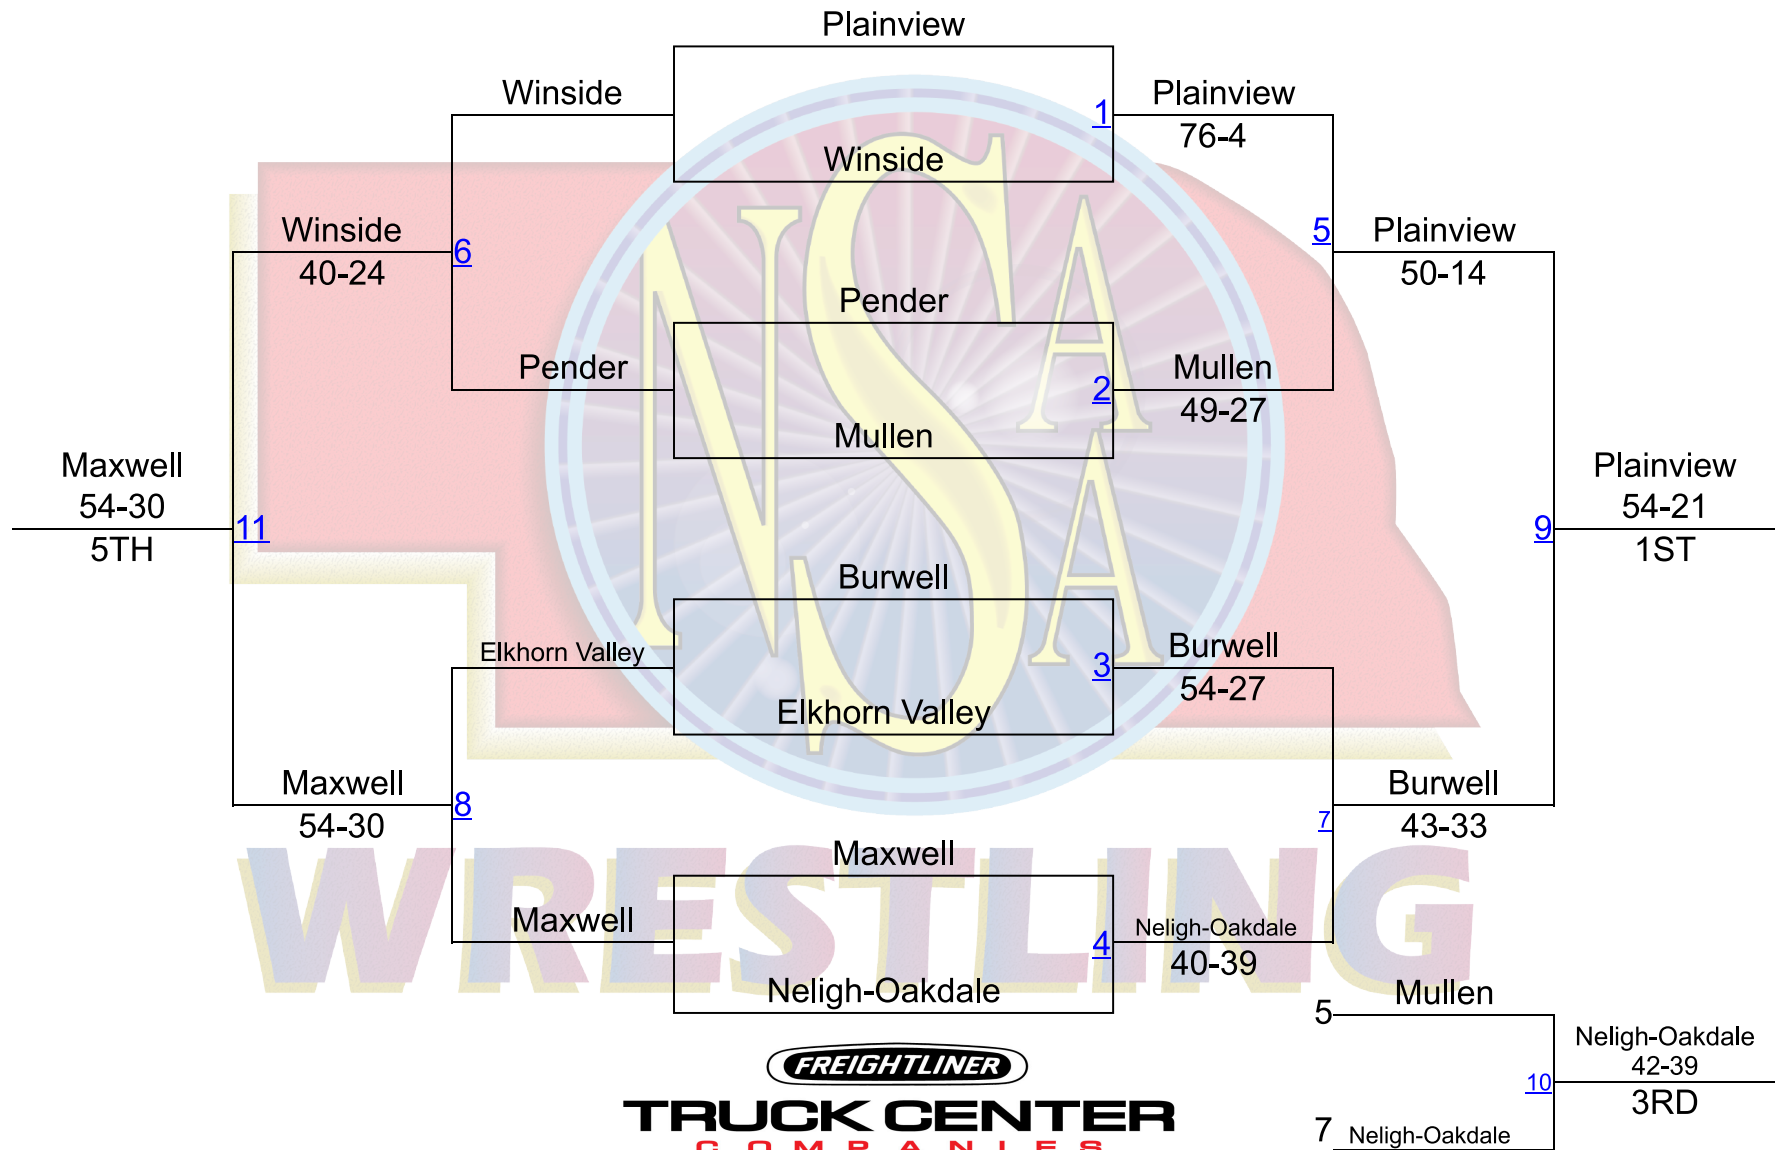 Plainview
Winside
1
Plainview
76-4
Winside
Winside
40-24
6
5
Plainview
50-14
Pender
Pender
2
Mullen
49-27
Mullen
Maxwell
54-30
5TH
11
9
Plainview
54-21
1ST
Burwell
Elkhorn Valley
3
Burwell
54-27
Elkhorn Valley
Maxwell
54-30
8
7
Burwell
43-33
Maxwell
Maxwell
4
Neligh-Oakdale
40-39
Neligh-Oakdale
NSAA
WRESTLING
5
Mullen
10
Neligh-Oakdale
42-39
3RD
7
Neligh-Oakdale
FREIGHTLINER
TRUCK CENTER
COMPANIES